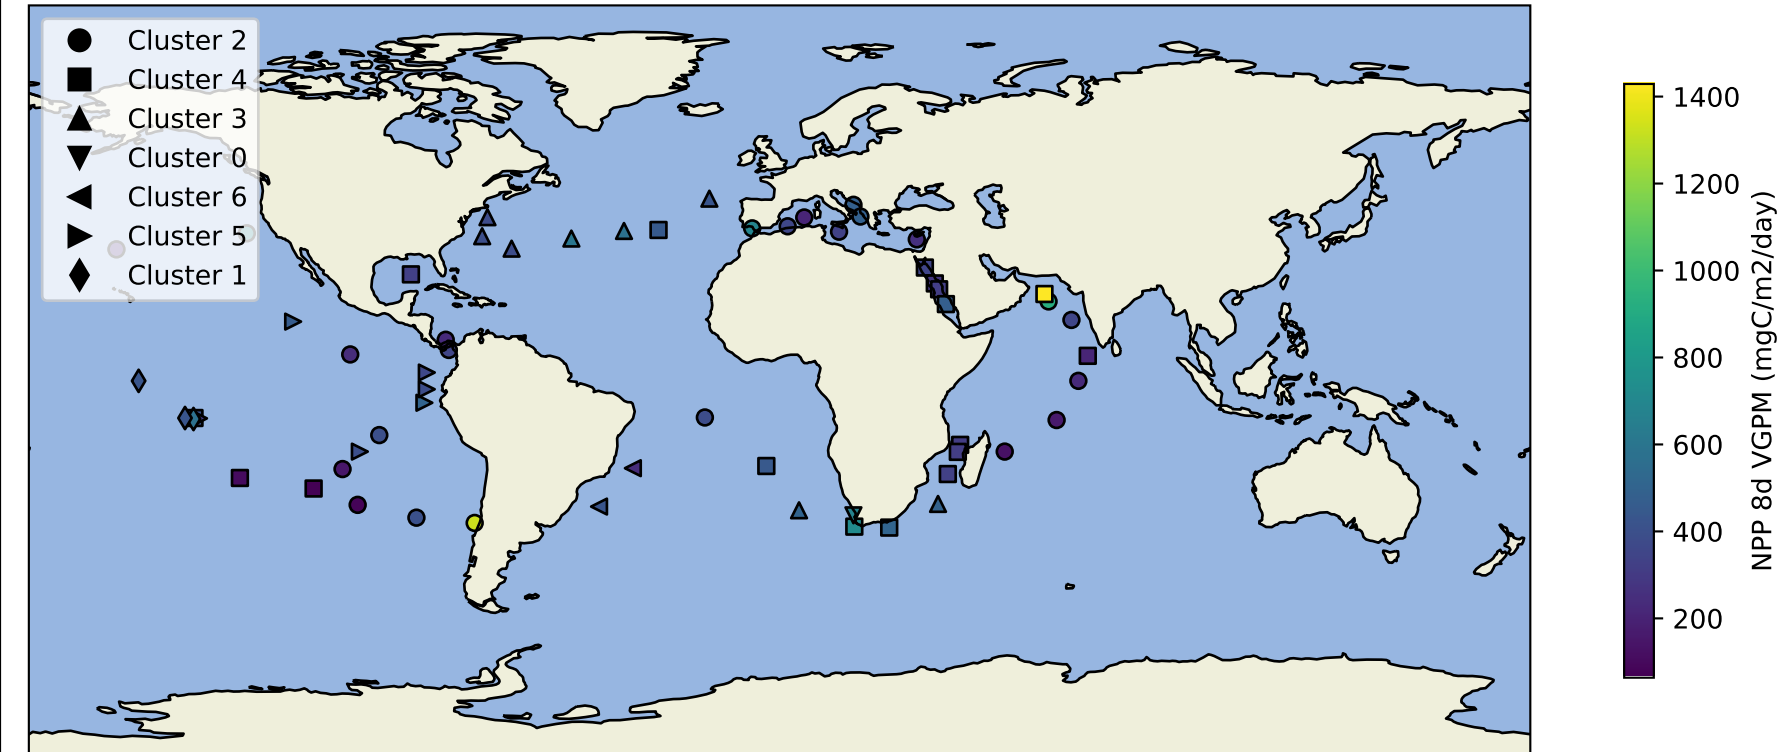 Cluster 2
Cluster 4
Cluster 3
Cluster 0
Cluster 6
Cluster 5
Cluster 1
1400
1200
1000
800
600
400
200
NPP 8d VGPM (mgC/m2/day)